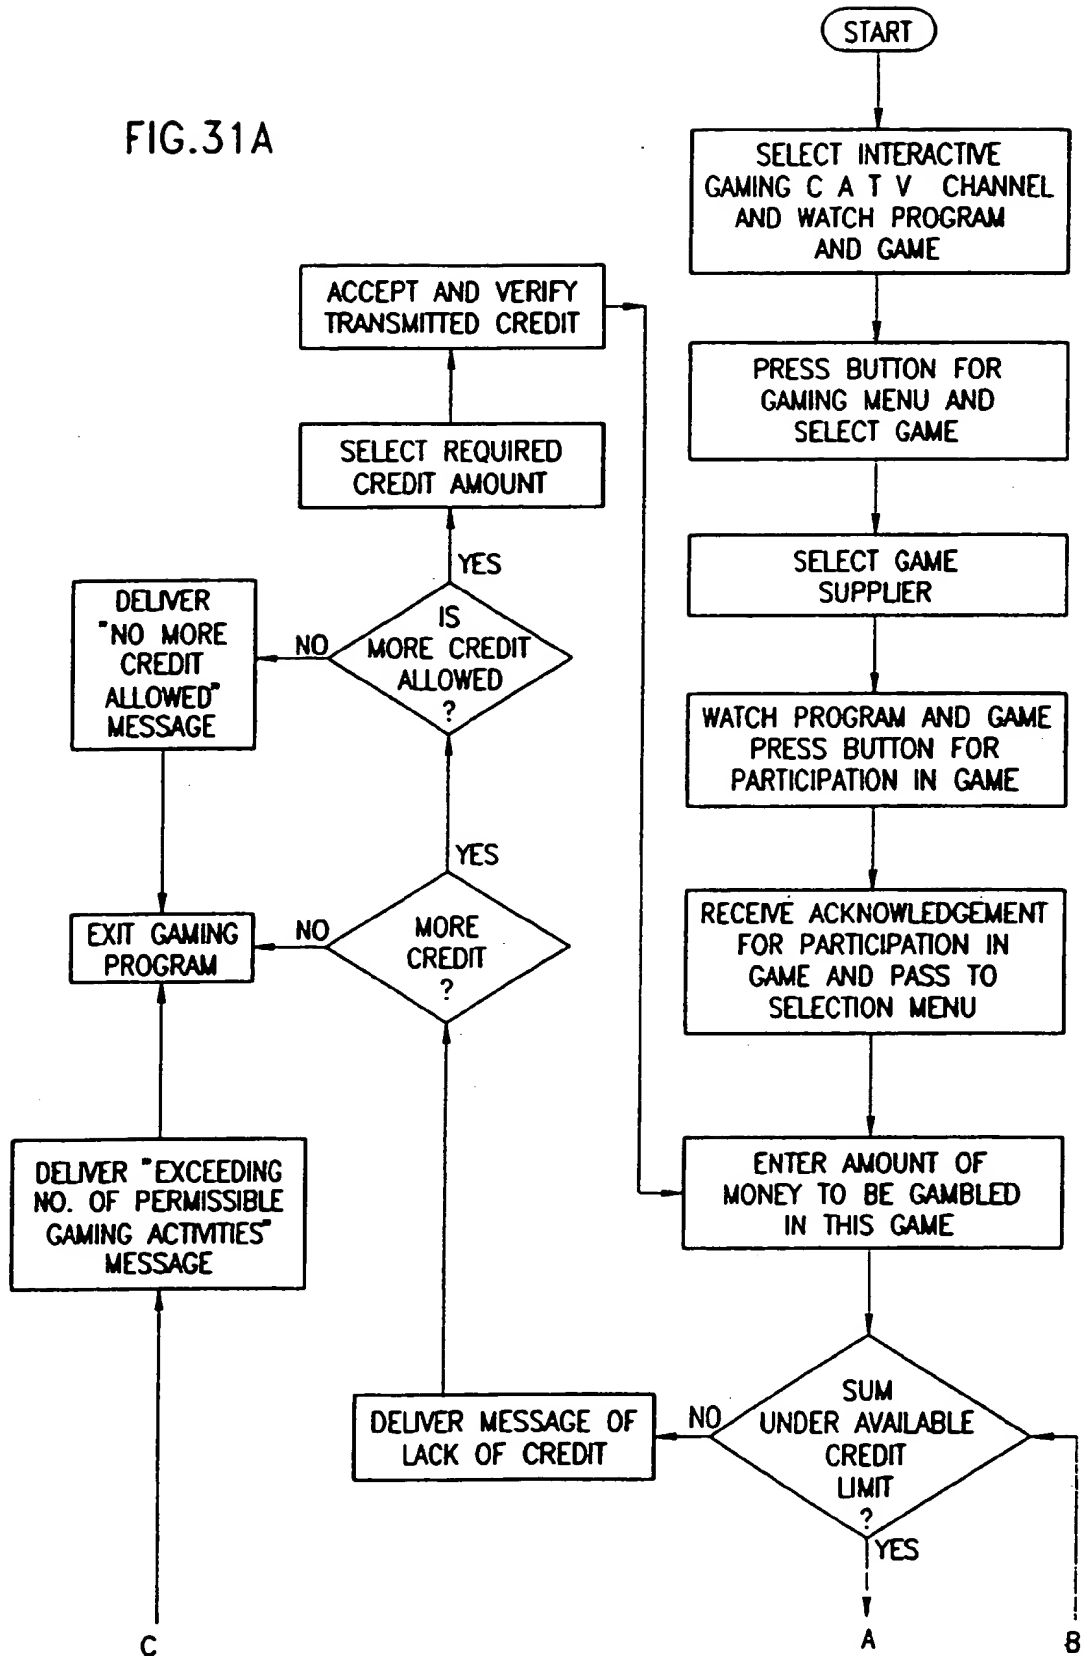 FIG.31A
START
SELECT INTERACTIVE
GAMING C A T V CHANNEL
AND WATCH PROGRAM
AND GAME
PRESS BUTTON FOR
GAMING MENU AND
SELECT GAME
SELECT GAME
SUPPLIER
WATCH PROGRAM AND GAME
PRESS BUTTON FOR
PARTICIPATION IN GAME
RECEIVE ACKNOWLEDGEMENT
FOR PARTICIPATION IN
GAME AND PASS TO
SELECTION MENU
ENTER AMOUNT OF
MONEY TO BE GAMBLED
IN THIS GAME
SUM
UNDER AVAILABLE
CREDIT
LIMIT
?
NO
YES
A
B
DELIVER MESSAGE OF
LACK OF CREDIT
MORE
CREDIT
?
NO
YES
IS
MORE CREDIT
ALLOWED
?
NO
YES
SELECT REQUIRED
CREDIT AMOUNT
ACCEPT AND VERIFY
TRANSMITTED CREDIT
DELIVER
"NO MORE
CREDIT
ALLOWED"
MESSAGE
EXIT GAMING
PROGRAM
DELIVER "EXCEEDING
NO. OF PERMISSIBLE
GAMING ACTIVITIES"
MESSAGE
C